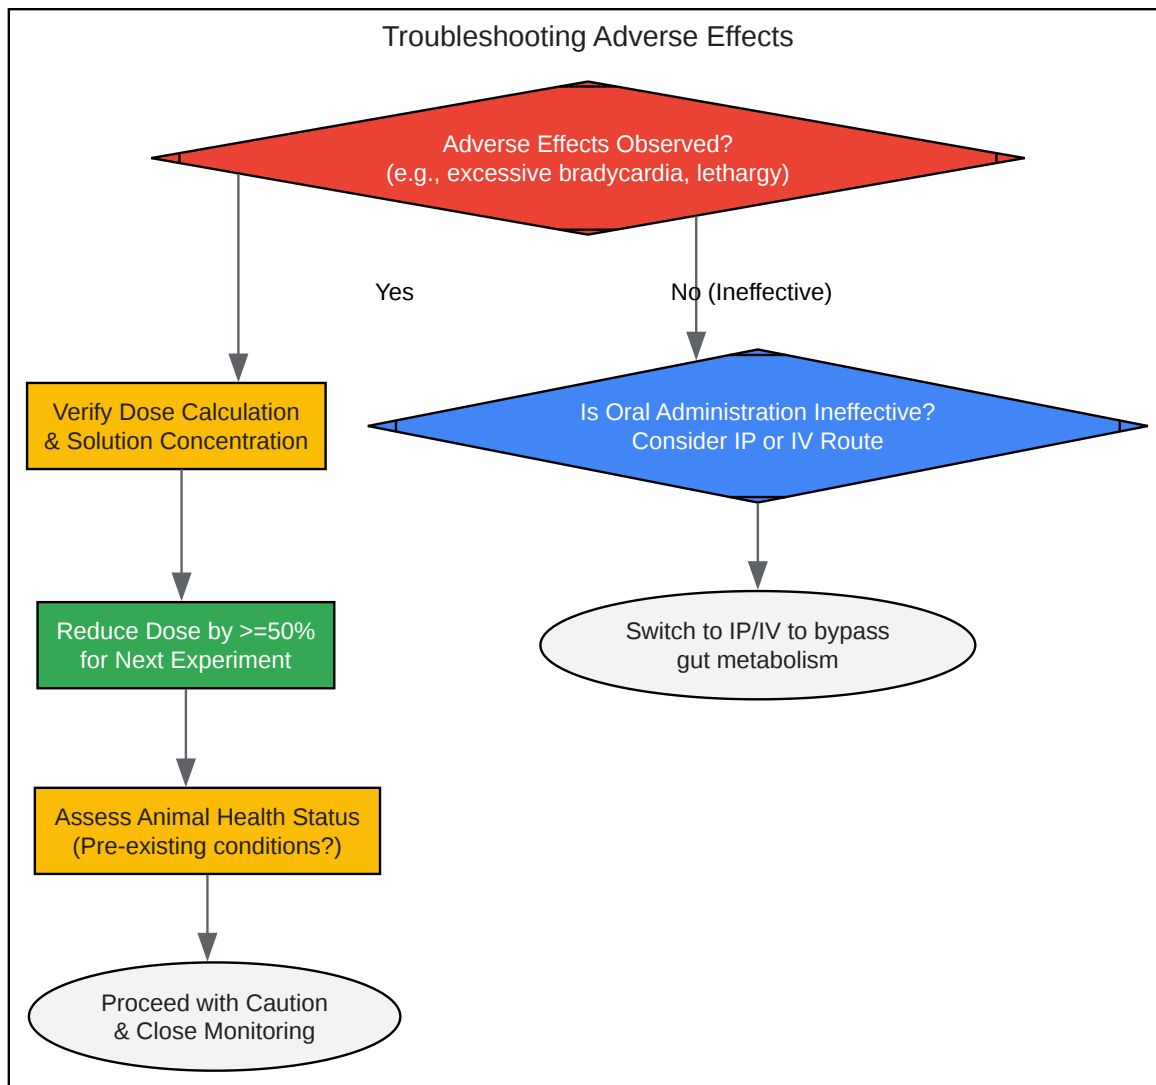 Troubleshooting Adverse Effects
Adverse Effects Observed?
(e.g., excessive bradycardia, lethargy)
Yes
No (Ineffective)
Verify Dose Calculation
& Solution Concentration
Is Oral Administration Ineffective?
Consider IP or IV Route
Reduce Dose by >=50%
for Next Experiment
Switch to IP/IV to bypass
gut metabolism
Assess Animal Health Status
(Pre-existing conditions?)
Proceed with Caution
& Close Monitoring